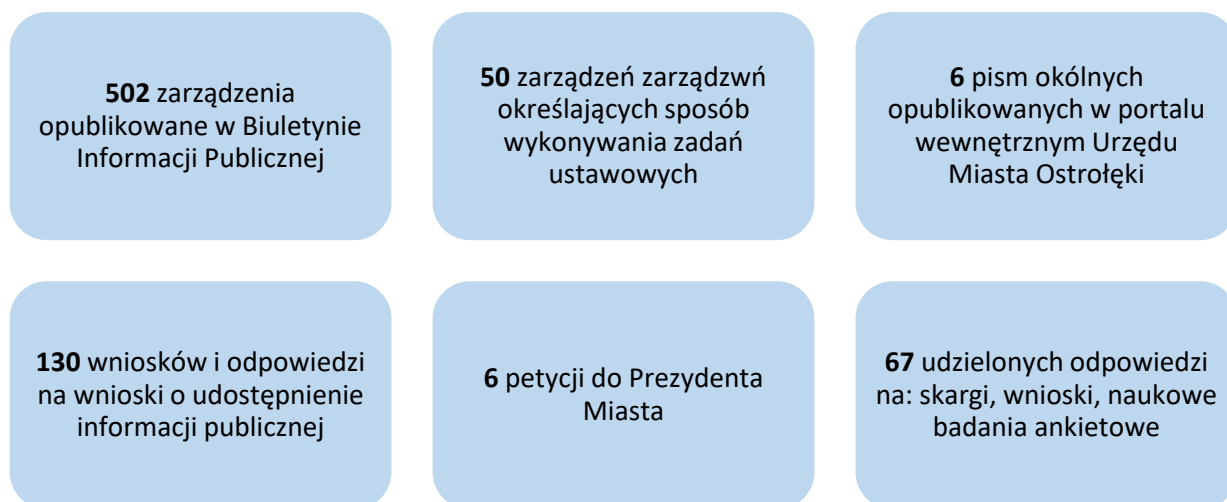 502 zarządzenia
opublikowane w Biuletynie
Informacji Publicznej
50 zarządzeń zarządzwń
określających sposób
wykonywania zadań
ustawowych
6 pism okólnych
opublikowanych w portalu
wewnętrznym Urzędu
Miasta Ostrołęki
130 wniosków i odpowiedzi
na wnioski o udostępnienie
informacji publicznej
6 petycji do Prezydenta
Miasta
67 udzielonych odpowiedzi
na: skargi, wnioski, naukowe
badania ankietowe